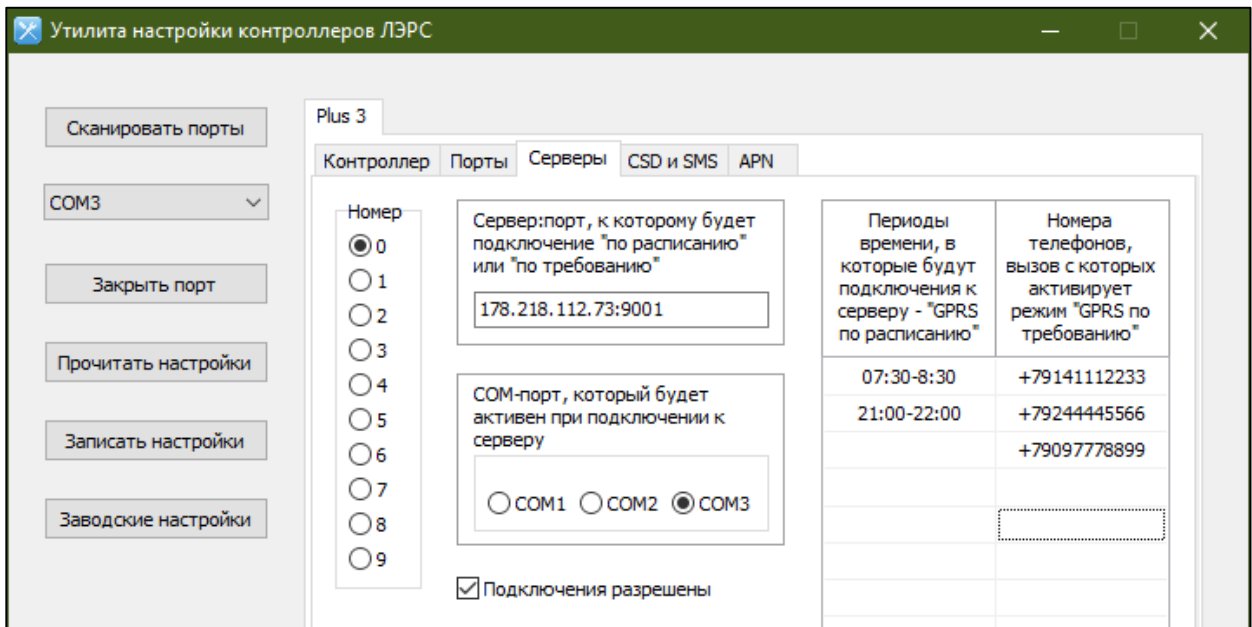 Утилита настройки контроллеров ЛЭРС
Сканировать порты
COM3
Закрыть порт
Прочитать настройки
Записать настройки
Заводские настройки
Plus 3
Контроллер
Порты
Серверы
CSD и SMS
APN
Номер
0
1
2
3
4
5
6
7
8
9
Сервер:порт, к которому будет
подключение "по расписанию"
или "по требованию"
178.218.112.73:9001
COM-порт, который будет
активен при подключении к
серверу
COM1
COM2
COM3
Подключения разрешены
Периоды
времени, в
которые будут
подключения к
серверу - "GPRS
по расписанию"
Номера
телефонов,
вызов с которых
активирует
режим "GPRS по
требованию"
07:30-8:30
+79141112233
21:00-22:00
+79244445566
+79097778899